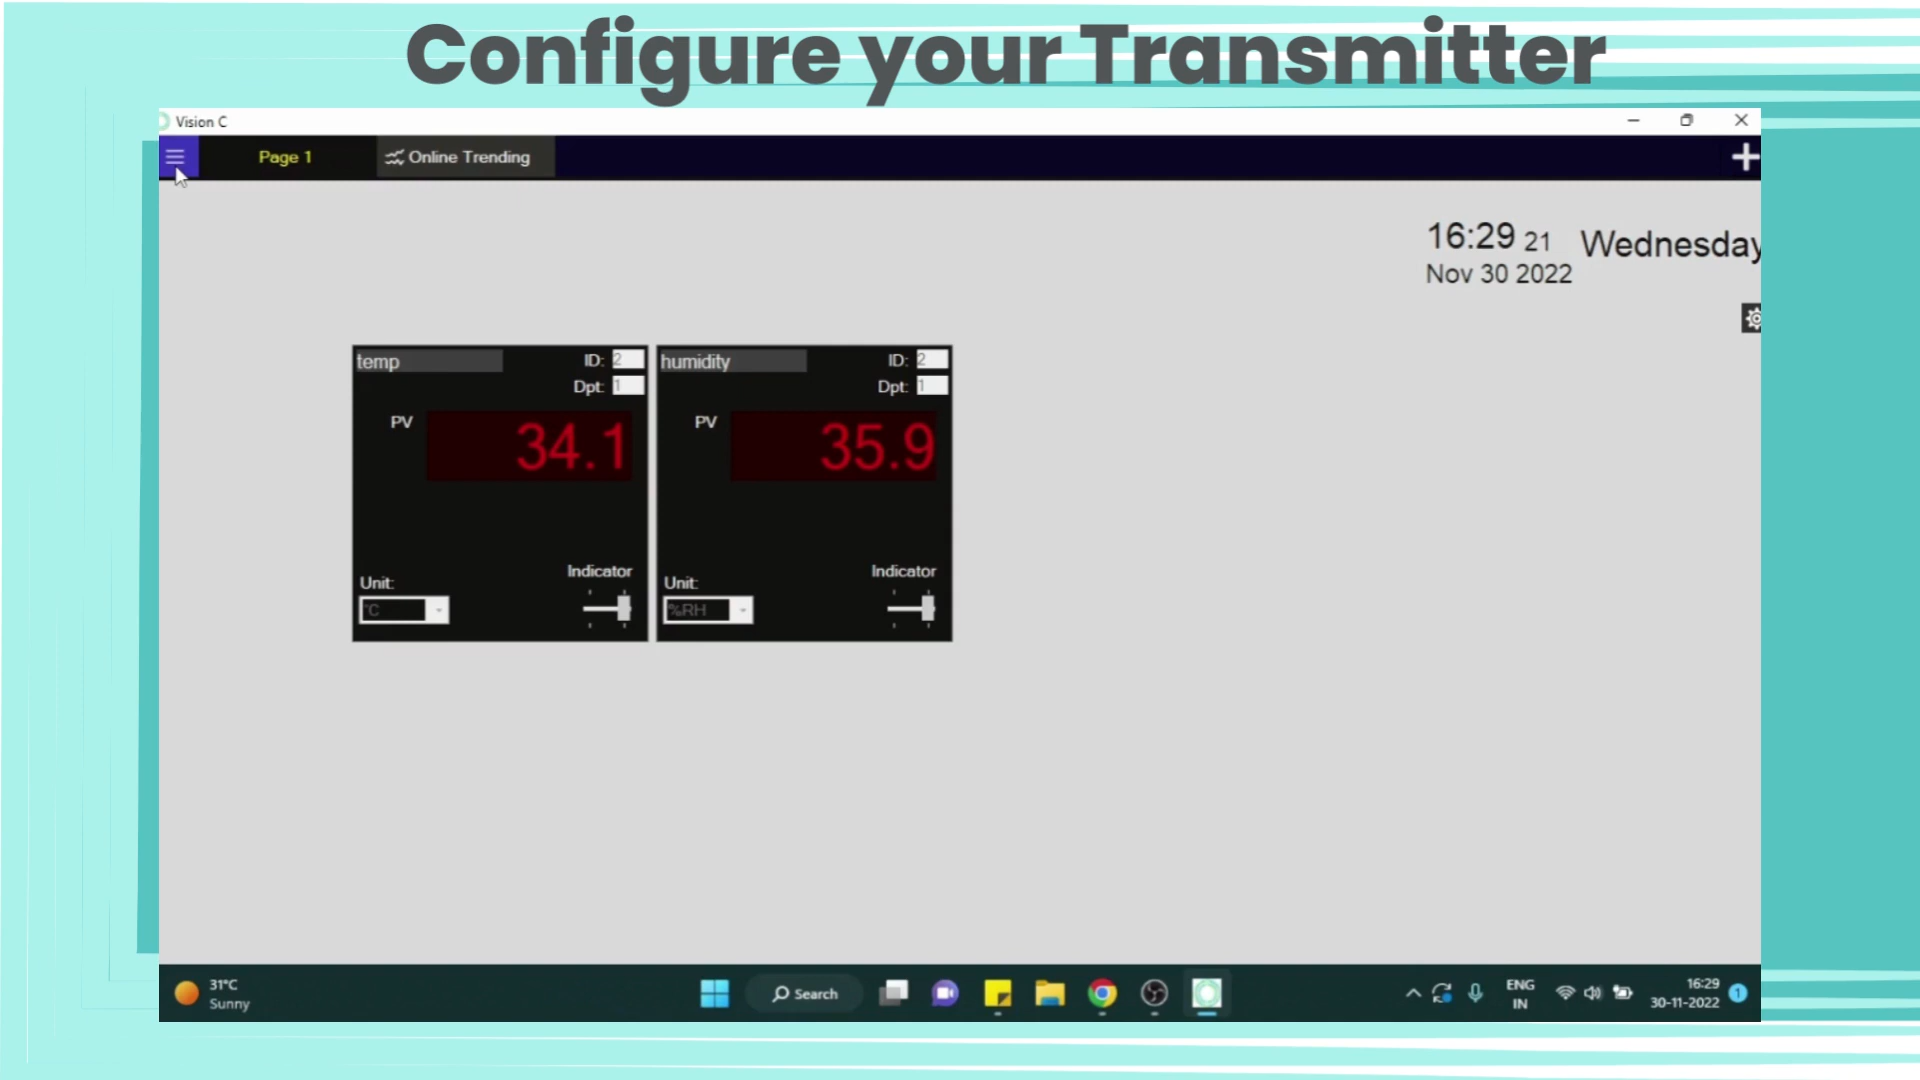 Configure your Transmitter
Vision C
Page 1
Online Trending
16:29 21 Wednesday
Nov 30 2022
temp
ID: 2
Dpt: 1
PV
34.1
Unit:
Indicator
°C
humidity
ID: 2
Dpt: 1
PV
35.9
Unit:
Indicator
%RH
31°C
Sunny
Search
ENG
IN
16:29
30-11-2022
1